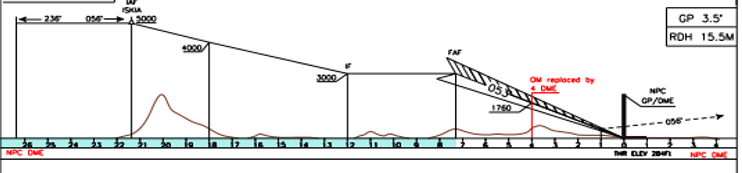 IAF
ISKIA
236° 056° 5000
GP 3.5°
RDH 15.5M
4000
IF
3000
FAF
OM replaced by
4 DME
1760
NPC
GP/DME
056°
26 25 24 23 22 21 20 19 18 17 16 15 14 13 12 11 10 9 8 7 6 5 4 3 2 1 0 1 2 3 4
NPC DME
THR ELEV 284Ft
NPC DME